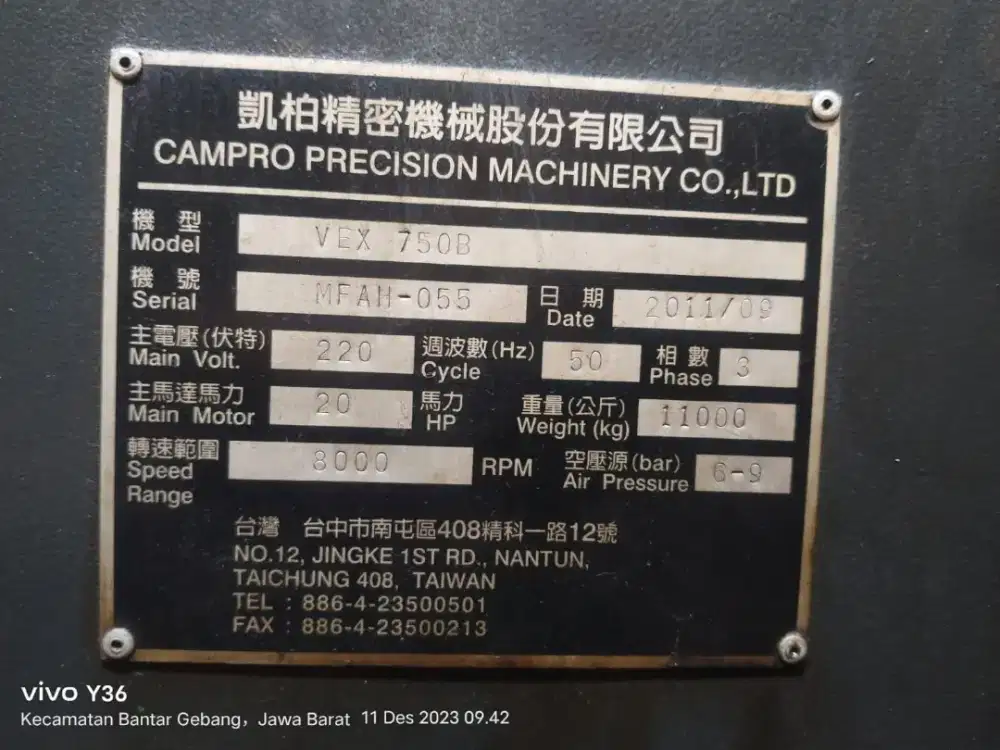 凱柏精密機械股份有限公司
CAMPRO PRECISION MACHINERY CO.,LTD
機 型 VEX 750B
Model
機 號 MFAH-055 日 期 2011/09
Serial Date
主電壓(伏特) 220 週波數(Hz) 50 相 數 3
Main Volt. Cycle Phase
主馬達馬力 20 馬力 重量(公斤) 11000
Main Motor HP Weight (kg)
轉速範圍 8000 RPM 空壓源(bar) 6-9
Speed Air Pressure
Range
台灣 台中市南屯區408精科一路12號
NO.12, JINGKE 1ST RD., NANTUN,
TAICHUNG 408, TAIWAN
TEL : 886-4-23500501
FAX : 886-4-23500213
vivo Y36
Kecamatan Bantar Gebang, Jawa Barat 11 Des 2023 09.42